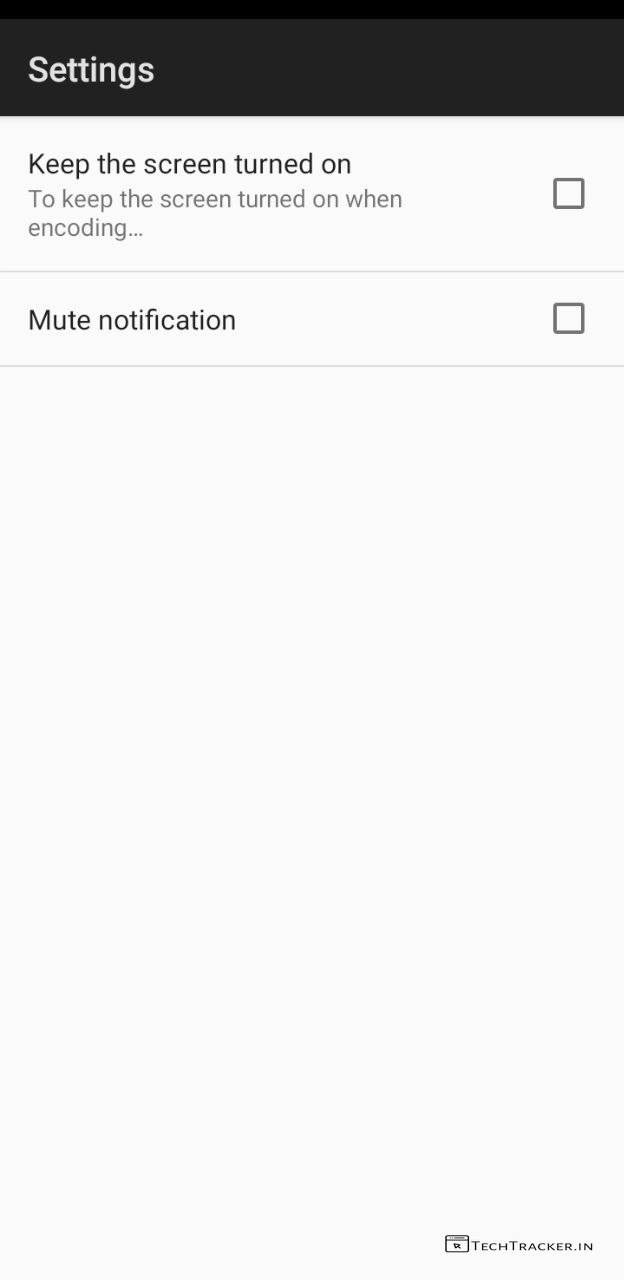 Settings
Keep the screen turned on
To keep the screen turned on when
encoding...
Mute notification
TECHTRACKER.IN